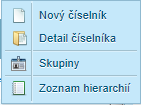 Nový číselník
Detail číselníka
Skupiny
Zoznam hierarchií